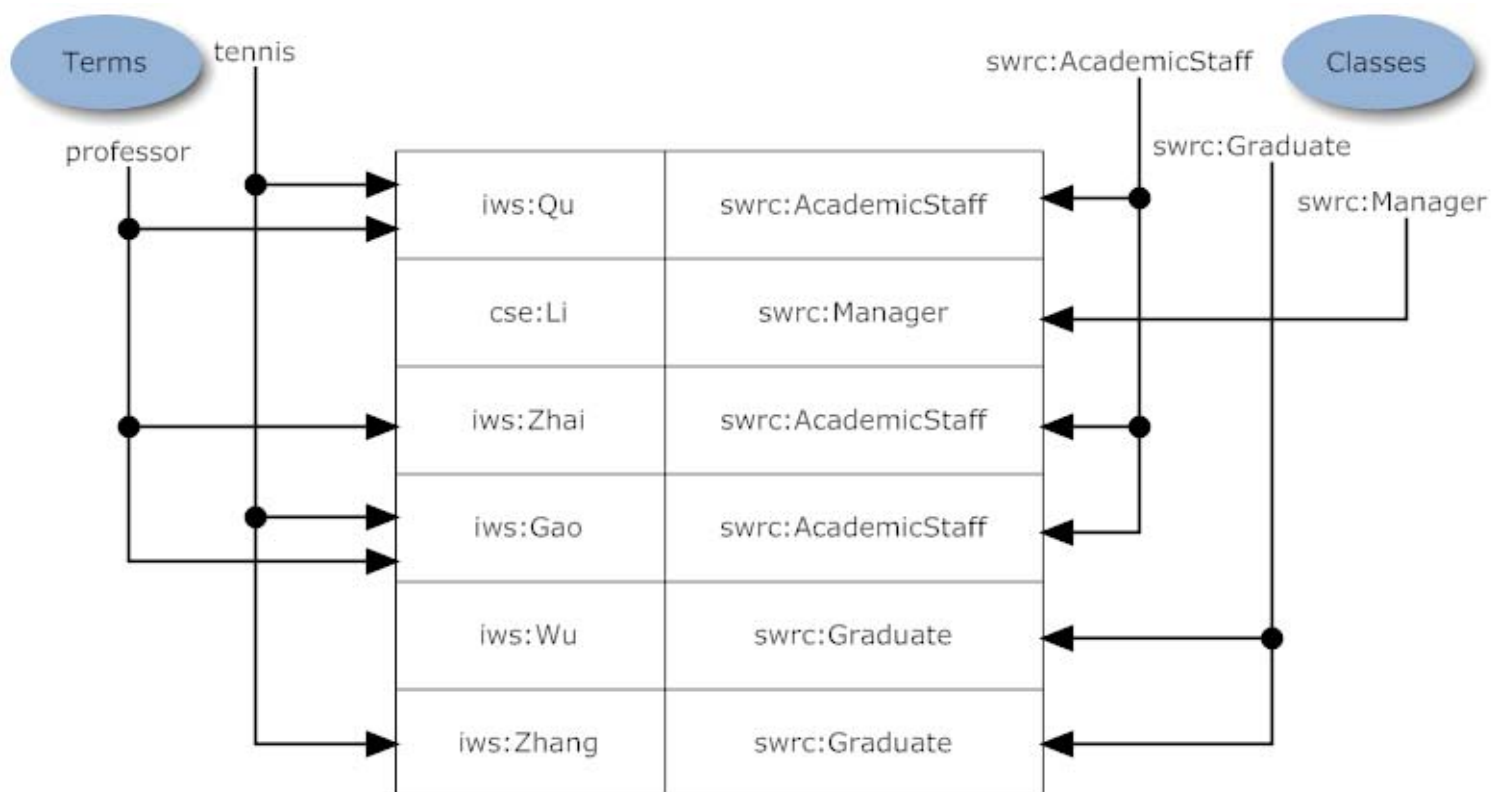 Terms
tennis
professor
swrc:AcademicStaff
Classes
swrc:Graduate
swrc:Manager
iws:Qu swrc:AcademicStaff
cse:Li swrc:Manager
iws:Zhai swrc:AcademicStaff
iws:Gao swrc:AcademicStaff
iws:Wu swrc:Graduate
iws:Zhang swrc:Graduate